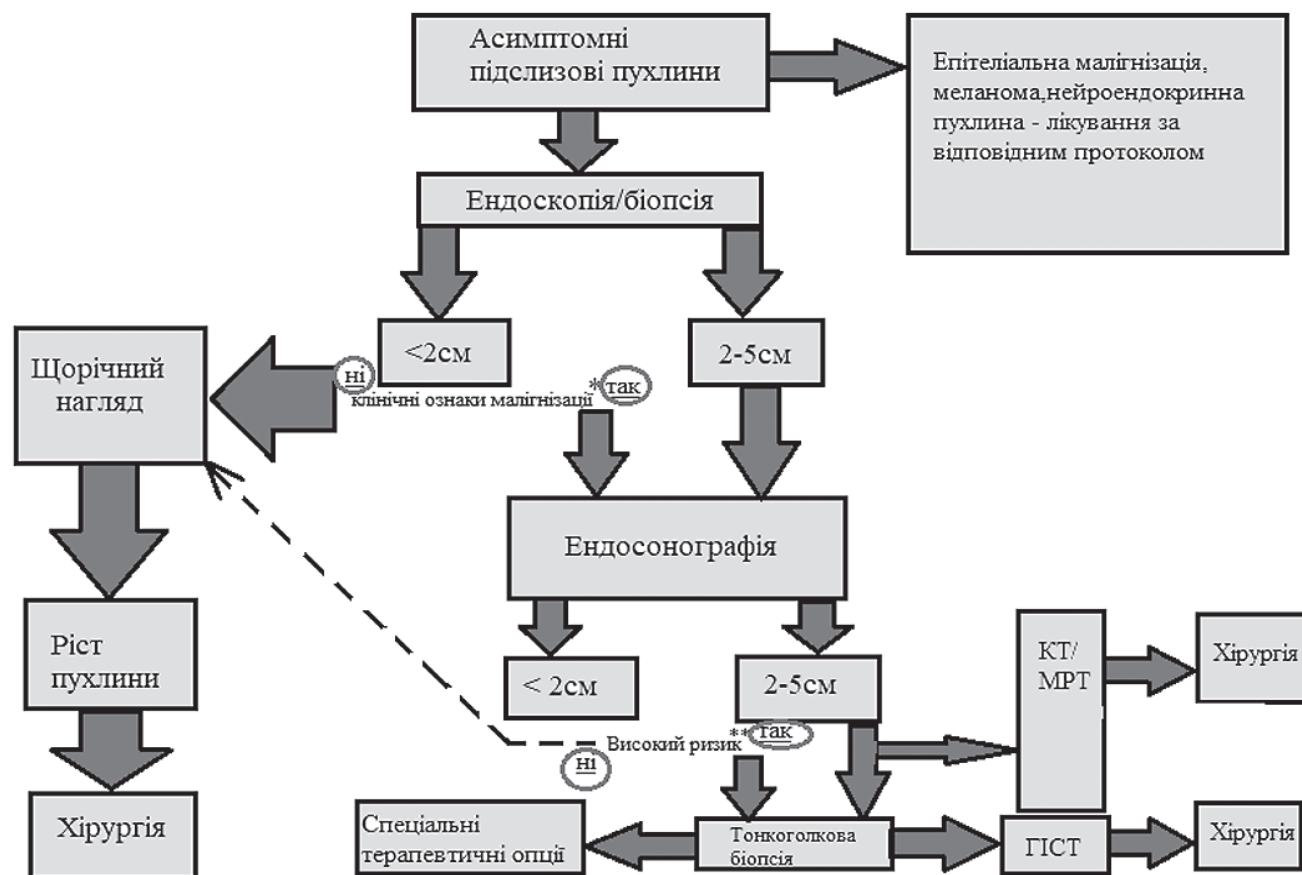 Асимптомні
підслизові пухлини
Епітеліальна малігнізація,
меланома,нейроендокринна
пухлина - лікування за
відповідним протоколом
Ендоскопія/біопсія
<2см
2-5см
Щорічний
нагляд
ні
клінічні ознаки малігнізації* так
Ендосонографія
Ріст
пухлини
< 2см
2-5см
КТ/
МРТ
Хірургія
Високий ризик** так
ні
Хірургія
Спеціальні
терапевтичні опції
Тонкоголкова
біопсія
ГІСТ
Хірургія